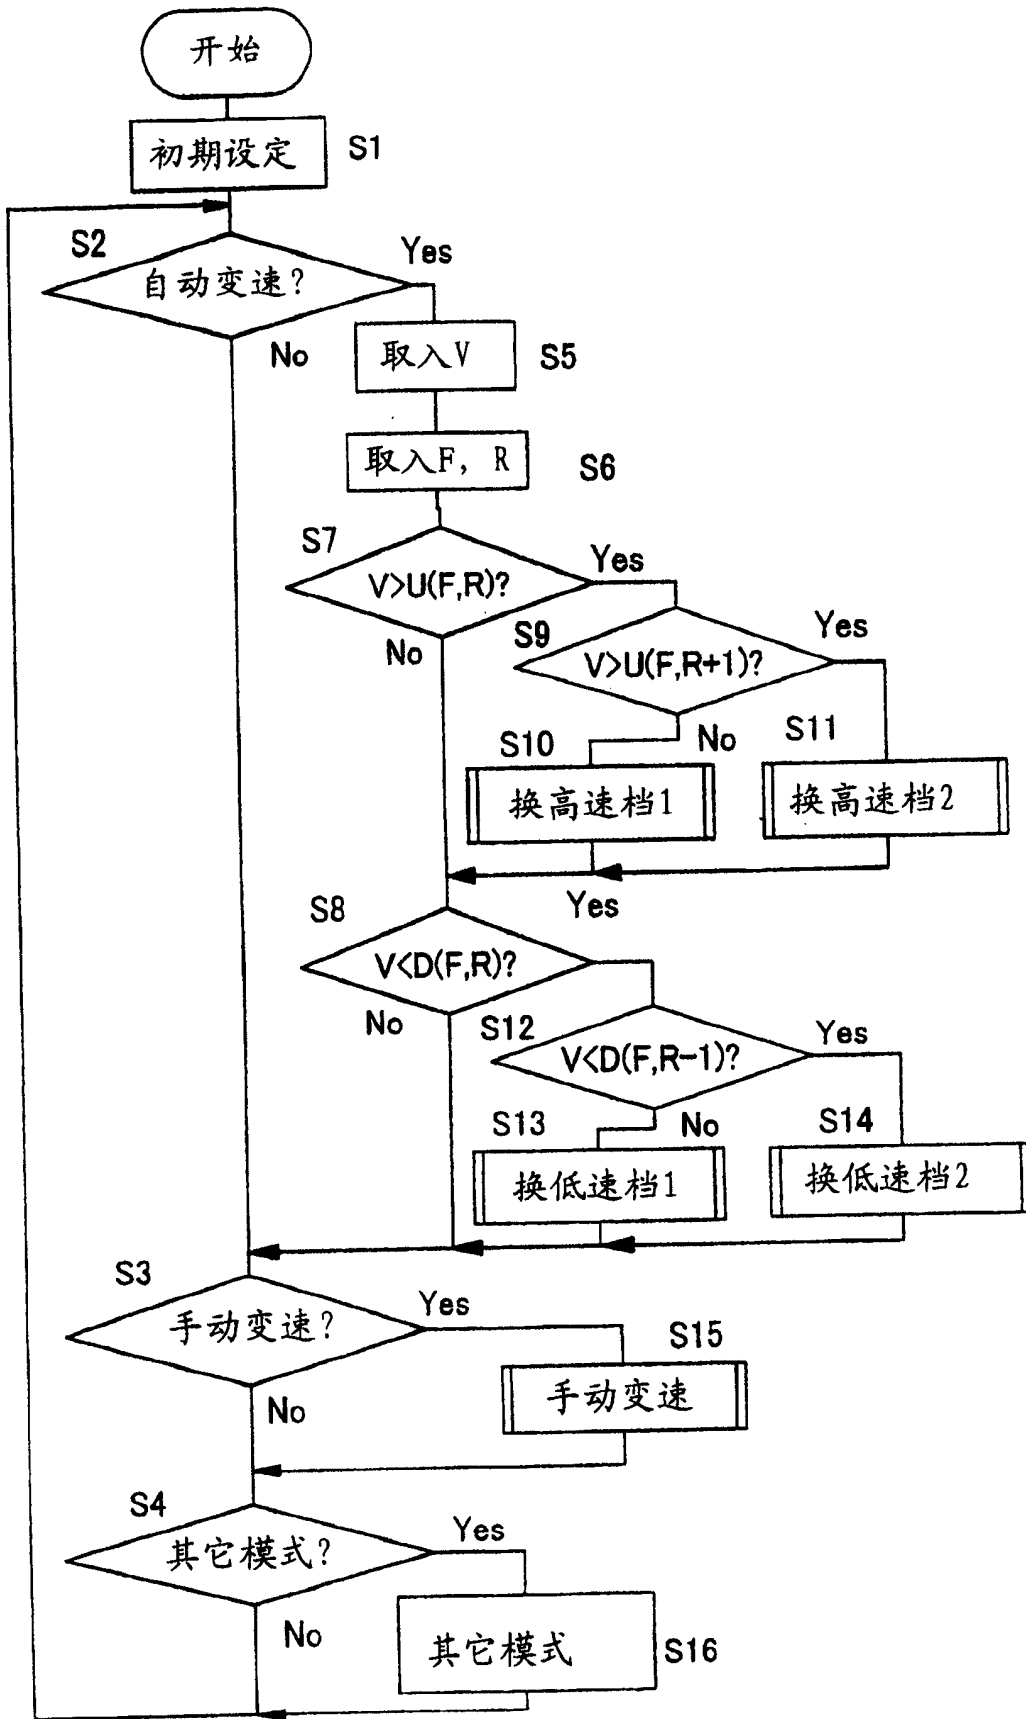 开始
初期设定
S1
S2
自动变速?
Yes
No
取入V
S5
取入F, R
S6
S7
V>U(F,R)?
Yes
No
S9
V>U(F,R+1)?
Yes
No
S10
换高速档1
S11
换高速档2
S8
V<D(F,R)?
Yes
No
S12
V<D(F,R-1)?
Yes
No
S13
换低速档1
S14
换低速档2
S3
手动变速?
Yes
No
S15
手动变速
S4
其它模式?
Yes
No
其它模式
S16